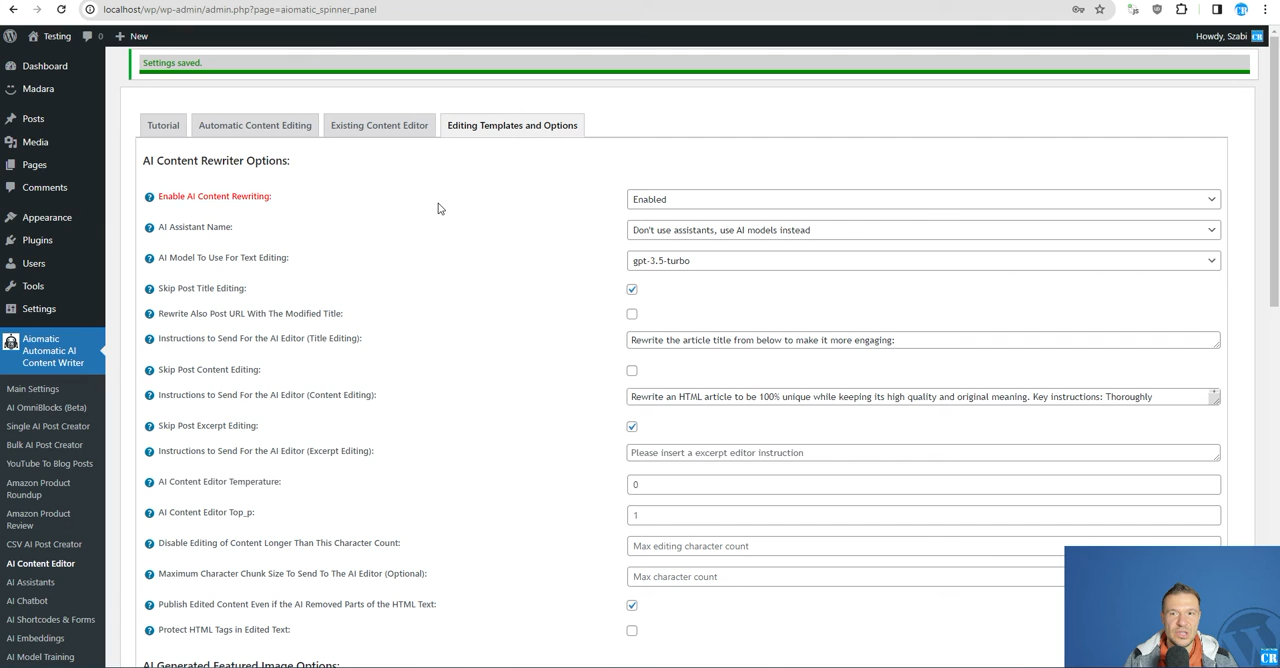 localhost/wp/wp-admin/admin.php?page=aiomatic_spinner_panel
Testing
0
New
Howdy, Szabi
CR
Dashboard
Madara
Posts
Media
Pages
Comments
Appearance
Plugins
Users
Tools
Settings
Aiomatic
Automatic AI
Content Writer
Main Settings
AI OmniBlocks (Beta)
Single AI Post Creator
Bulk AI Post Creator
YouTube To Blog Posts
Amazon Product
Roundup
Amazon Product
Review
CSV AI Post Creator
AI Content Editor
AI Assistants
AI Chatbot
AI Shortcodes & Forms
AI Embeddings
AI Model Training
Settings saved.
Tutorial
Automatic Content Editing
Existing Content Editor
Editing Templates and Options
AI Content Rewriter Options:
Enable AI Content Rewriting:
Enabled
AI Assistant Name:
Don't use assistants, use AI models instead
AI Model To Use For Text Editing:
gpt-3.5-turbo
Skip Post Title Editing:
Rewrite Also Post URL With The Modified Title:
Instructions to Send For the AI Editor (Title Editing):
Rewrite the article title from below to make it more engaging:
Skip Post Content Editing:
Instructions to Send For the AI Editor (Content Editing):
Rewrite an HTML article to be 100% unique while keeping its high quality and original meaning. Key instructions: Thoroughly
Skip Post Excerpt Editing:
Instructions to Send For the AI Editor (Excerpt Editing):
Please insert a excerpt editor instruction
AI Content Editor Temperature:
0
AI Content Editor Top_p:
1
Disable Editing of Content Longer Than This Character Count:
Max editing character count
Maximum Character Chunk Size To Send To The AI Editor (Optional):
Max character count
Publish Edited Content Even if the AI Removed Parts of the HTML Text:
Protect HTML Tags in Edited Text:
AI Generated Featured Image Options:
CR